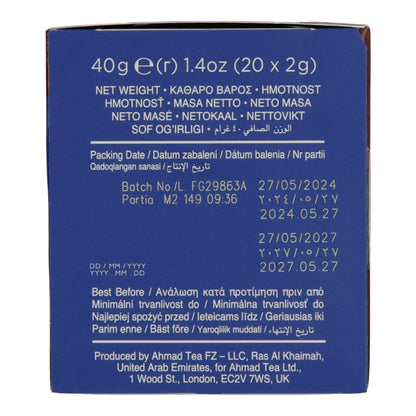 40g ℮(r) 1.4oz (20 x 2g)
NET WEIGHT • ΚΑΘΑΡΟ ΒΑΡΟΣ • HMOTNOST
HMOTNOSŤ • MASA NETTO • NETO MASA
NETO MASĖ • NETOKAAL • NETTOVIKT
SOF OG'IRLIGI • الوزن الصافي ٤٠ غرام
Packing Date / Datum zabalení / Dátum balenia / Nr partii
Qadoqlangan sanasi / تاريخ الإنتاج
Batch No./L. FG29863A 27/05/2024
Partia M2 149 09:36 ٢٠٢٤/٠٥/٢٧
2024.05.27
27/05/2027
٢٠٢٧/٠٥/٢٧
DD / MM / YYYY
YYYY . MM . DD 2027.05.27
Best Before / Ανάλωση κατά προτίμηση πριν από
Minimální trvanlivost do / Minimálna trvanlivosť do
Najlepiej spożyć przed / Ieteicams līdz / Geriausias iki
Parim enne / Bäst före / Yaroqlilik muddati / تاريخ الإنتهاء
Produced by Ahmad Tea FZ – LLC, Ras Al Khaimah,
United Arab Emirates, for Ahmad Tea Ltd.,
1 Wood St., London, EC2V 7WS, UK